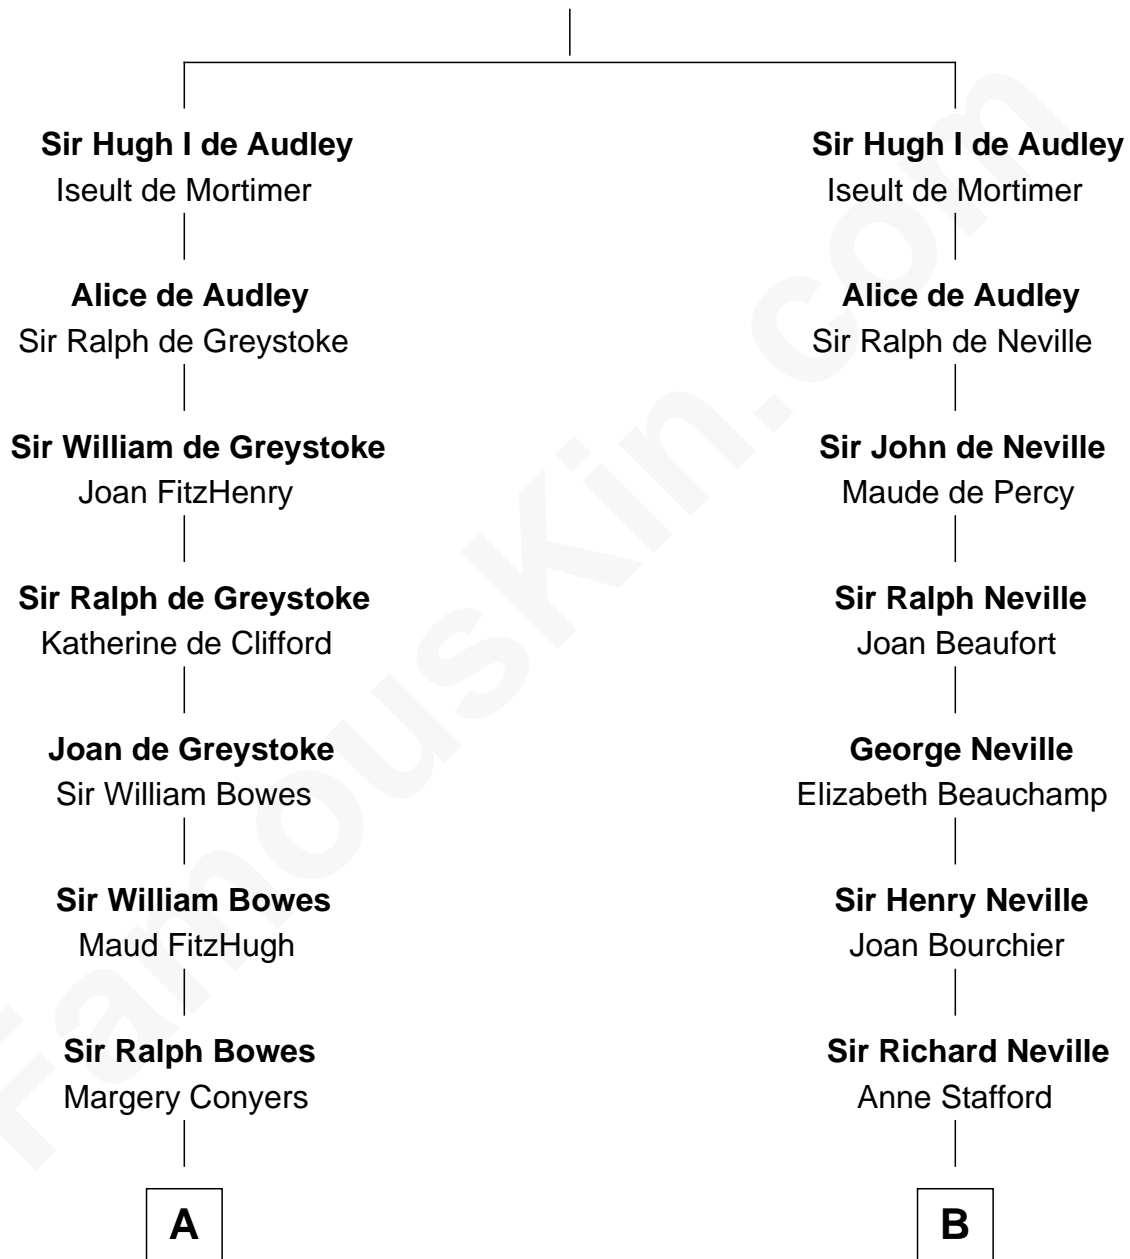 Sir Hugh I de Audley
Iseult de Mortimer
Alice de Audley
Sir Ralph de Greystoke
Sir William de Greystoke
Joan FitzHenry
Sir Ralph de Greystoke
Katherine de Clifford
Joan de Greystoke
Sir William Bowes
Sir William Bowes
Maud FitzHugh
Sir Ralph Bowes
Margery Conyers
A
Sir Hugh I de Audley
Iseult de Mortimer
Alice de Audley
Sir Ralph de Neville
Sir John de Neville
Maude de Percy
Sir Ralph Neville
Joan Beaufort
George Neville
Elizabeth Beauchamp
Sir Henry Neville
Joan Bourchier
Sir Richard Neville
Anne Stafford
B
FamousKin.com